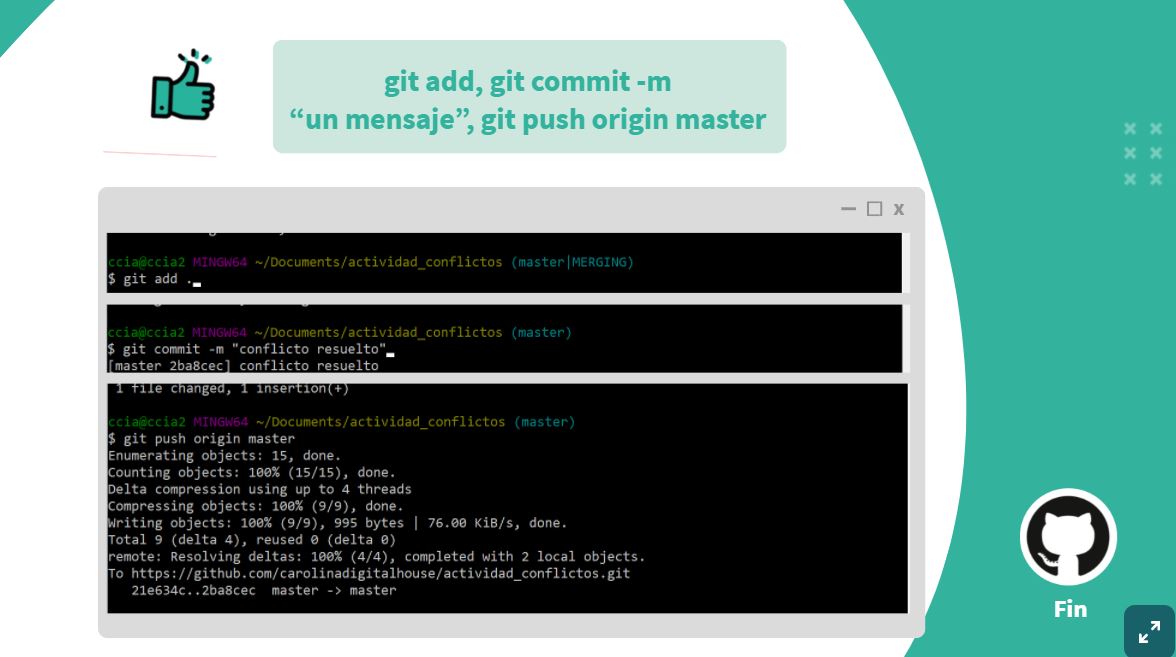 git add, git commit -m
“un mensaje”, git push origin master
x
ccia@ccia2 MINGW64 ~/Documents/actividad_conflictos (master|MERGING)
$ git add .
ccia@ccia2 MINGW64 ~/Documents/actividad_conflictos (master)
$ git commit -m "conflicto resuelto"
[master 2ba8cec] conflicto resuelto
1 file changed, 1 insertion(+)
ccia@ccia2 MINGW64 ~/Documents/actividad_conflictos (master)
$ git push origin master
Enumerating objects: 15, done.
Counting objects: 100% (15/15), done.
Delta compression using up to 4 threads
Compressing objects: 100% (9/9), done.
Writing objects: 100% (9/9), 995 bytes | 76.00 KiB/s, done.
Total 9 (delta 4), reused 0 (delta 0)
remote: Resolving deltas: 100% (4/4), completed with 2 local objects.
To https://github.com/carolinadigitalhouse/actividad_conflictos.git
21e634c..2ba8cec  master -> master
Fin